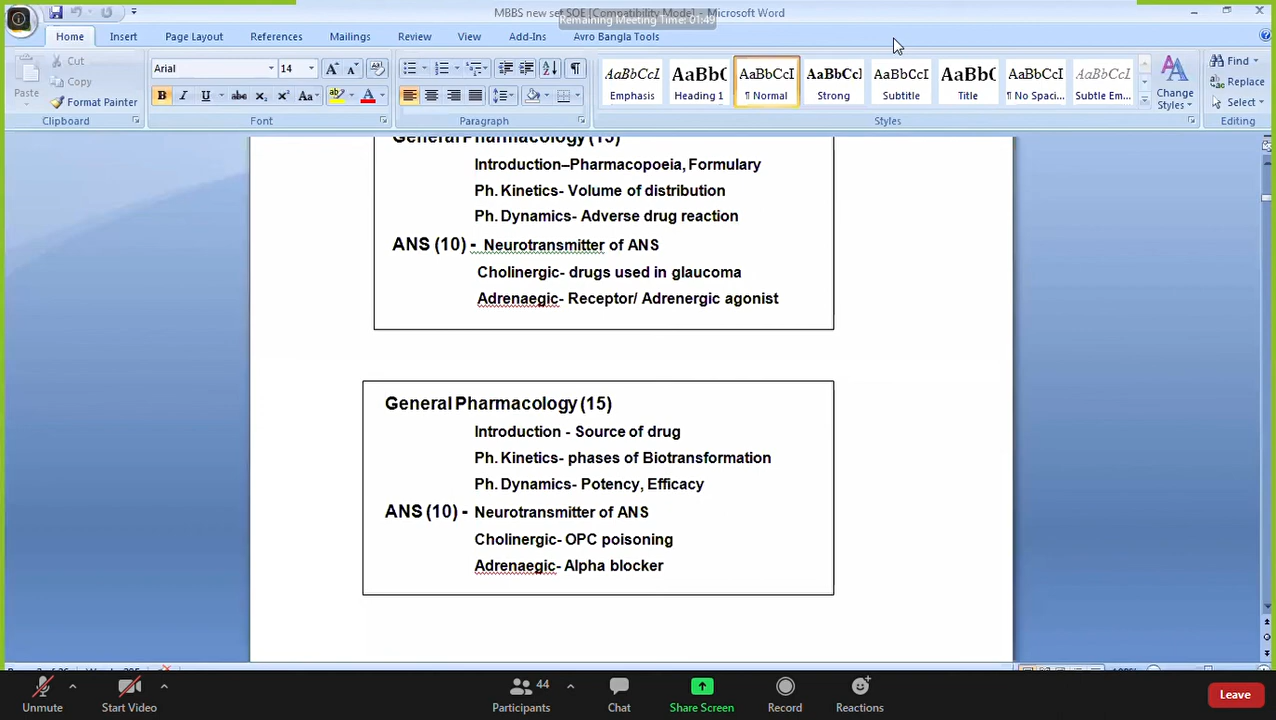 MBBS new set SOE [Compatibility Mode] - Microsoft Word
Remaining Meeting Time: 01:49
Home Insert Page Layout References Mailings Review View Add-Ins Avro Bangla Tools
Cut
Copy
Paste
Format Painter
Clipboard
Arial 14
Font
Paragraph
AaBbCcI AaBbC AaBbCcI AaBbCcI AaBbCcI AaBbC AaBbCcI AaBbCcI
Emphasis Heading 1 ¶ Normal Strong Subtitle Title ¶ No Spaci... Subtle Em...
Change Styles
Styles
Find
Replace
Select
Editing
General Pharmacology (15)
Introduction–Pharmacopoeia, Formulary
Ph. Kinetics- Volume of distribution
Ph. Dynamics- Adverse drug reaction
ANS (10) - Neurotransmitter of ANS
Cholinergic- drugs used in glaucoma
Adrenaegic- Receptor/ Adrenergic agonist
General Pharmacology (15)
Introduction - Source of drug
Ph. Kinetics- phases of Biotransformation
Ph. Dynamics- Potency, Efficacy
ANS (10) - Neurotransmitter of ANS
Cholinergic- OPC poisoning
Adrenaegic- Alpha blocker
Unmute Start Video Participants 44 Chat Share Screen Record Reactions Leave